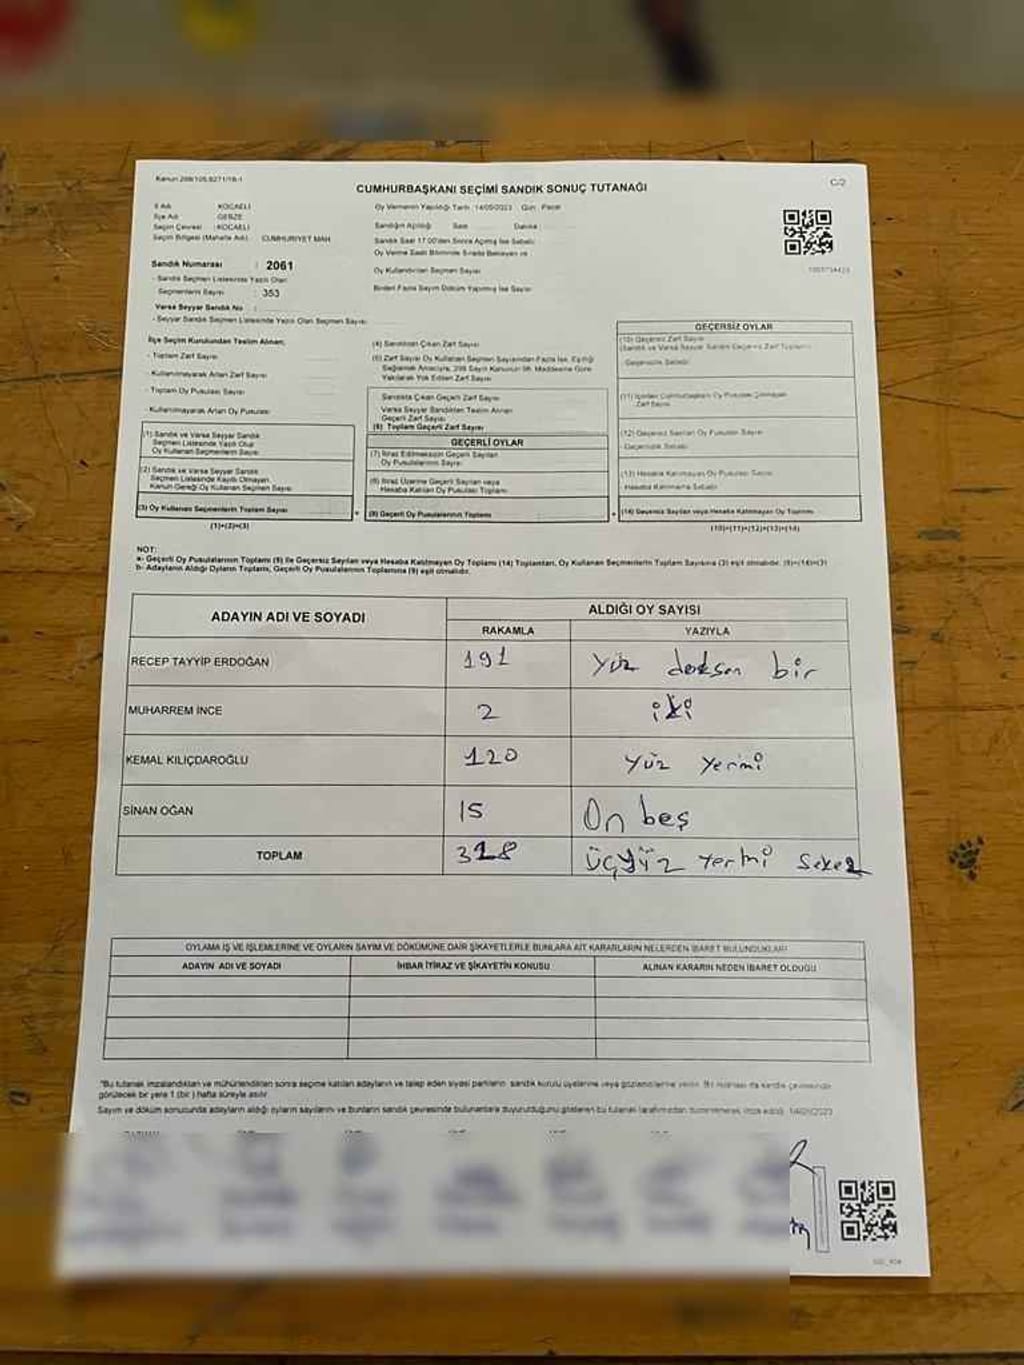 Kanun 298/105,6271/18-1
C/2
CUMHURBAŞKANI SEÇİMİ SANDIK SONUÇ TUTANAĞI
İl Adı : KOCAELİ
İlçe Adı : GEBZE
Seçim Çevresi : KOCAELİ
Seçim Bölgesi (Mahalle Adı) : CUMHURİYET MAH
Sandık Numarası : 2061
- Sandık Seçmen Listesinde Yazılı Olan
Seçmenlerin Sayısı : 353
Varsa Seyyar Sandık No :
- Seyyar Sandık Seçmen Listesinde Yazılı Olan Seçmen Sayısı
Oy Vermenin Yapıldığı Tarih : 14/05/2023 Gün : Pazar
Sandığın Açıldığı Saat Dakika :
Sandık Saat 17.00'den Sonra Açılmış İse Sebebi
Oy Verme Saati Bitiminde Sırada Bekleyen ve
Oy Kullandırılan Seçmen Sayısı
Birden Fazla Sayım Döküm Yapılmış İse Sayısı
İlçe Seçim Kurulundan Teslim Alınan;
- Toplam Zarf Sayısı
- Kullanılmayarak Artan Zarf Sayısı
- Toplam Oy Pusulası Sayısı
- Kullanılmayarak Artan Oy Pusulası
(1) Sandık ve Varsa Seyyar Sandık
Seçmen Listesinde Yazılı Olup
Oy Kullanan Seçmenlerin Sayısı
(2) Sandık ve Varsa Seyyar Sandık
Seçmen Listesinde Kayıtlı Olmayan
Kanun Gereği Oy Kullanan Seçmen Sayısı
(3) Oy Kullanan Seçmenlerin Toplam Sayısı
(1)+(2)=(3)
(4) Sandıktan Çıkan Zarf Sayısı
(5) Zarf Sayısı Oy Kullanan Seçmen Sayısından Fazla İse, Eşitliği
Sağlamak Amacıyla, 298 Sayılı Kanunun 98. Maddesine Göre
Yakılarak Yok Edilen Zarf Sayısı
Sandıkta Çıkan Geçerli Zarf Sayısı
Varsa Seyyar Sandıktan Teslim Alınan
Geçerli Zarf Sayısı
(6) Toplam Geçerli Zarf Sayısı
GEÇERLİ OYLAR
(7) İtiraz Edilmeksizin Geçerli Sayılan
Oy Pusulalarının Sayısı
(8) İtiraz Üzerine Geçerli Sayılan veya
Hesaba Katılan Oy Pusulası Toplamı
(9) Geçerli Oy Pusulalarının Toplamı
GEÇERSİZ OYLAR
(10) Geçersiz Zarf Sayısı
(Sandık ve Varsa Seyyar Sandık Geçersiz Zarf Toplamı)
- Geçersizlik Sebebi
(11) İçinden Cumhurbaşkanı Oy Pusulası Çıkmayan
Zarf Sayısı
(12) Geçersiz Sayılan Oy Pusulası Sayısı
- Geçersizlik Sebebi
(13) Hesaba Katılmayan Oy Pusulası Sayısı
- Hesaba Katılmama Sebebi
(14) Geçersiz Sayılan veya Hesaba Katılmayan Oy Toplamı
(10)+(11)+(12)+(13)=(14)
NOT:
a- Geçerli Oy Pusulalarının Toplamı (9) ile Geçersiz Sayılan veya Hesaba Katılmayan Oy Toplamı (14) Toplamları, Oy Kullanan Seçmenlerin Toplam Sayısına (3) eşit olmalıdır. (9)+(14)=(3)
b- Adayların Aldığı Oyların Toplamı, Geçerli Oy Pusulalarının Toplamına (9) eşit olmalıdır.
ADAYIN ADI VE SOYADI ALDIĞI OY SAYISI
RAKAMLA YAZIYLA
RECEP TAYYİP ERDOĞAN 191 Yüz doksan bir
MUHARREM İNCE 2 iki
KEMAL KILIÇDAROĞLU 120 yüz yermi
SİNAN OĞAN 15 On beş
TOPLAM 328 Üçyüz yermi sekez
OYLAMA İŞ VE İŞLEMLERİNE VE OYLARIN SAYIM VE DÖKÜMÜNE DAİR ŞİKAYETLERLE BUNLARA AİT KARARLARIN NELERDEN İBARET BULUNDUKLARI
ADAYIN ADI VE SOYADI İHBAR İTİRAZ VE ŞİKAYETİN KONUSU ALINAN KARARIN NEDEN İBARET OLDUĞU
"Bu tutanak imzalandıktan ve mühürlendikten sonra seçime katılan adayların ve talep eden siyasi partilerin sandık kurulu üyelerine veya gözlemcilerine verilir. Bir nüshası da sandık çevresinde
görülecek bir yere 1 (bir) hafta süreyle asılır.
Sayım ve döküm sonucunda adayların aldığı oyların sayılarını ve bunların sandık çevresinde bulunanlara duyurulduğunu gösteren bu tutanak tarafımızdan düzenlenerek imza edildi. 14/05/2023